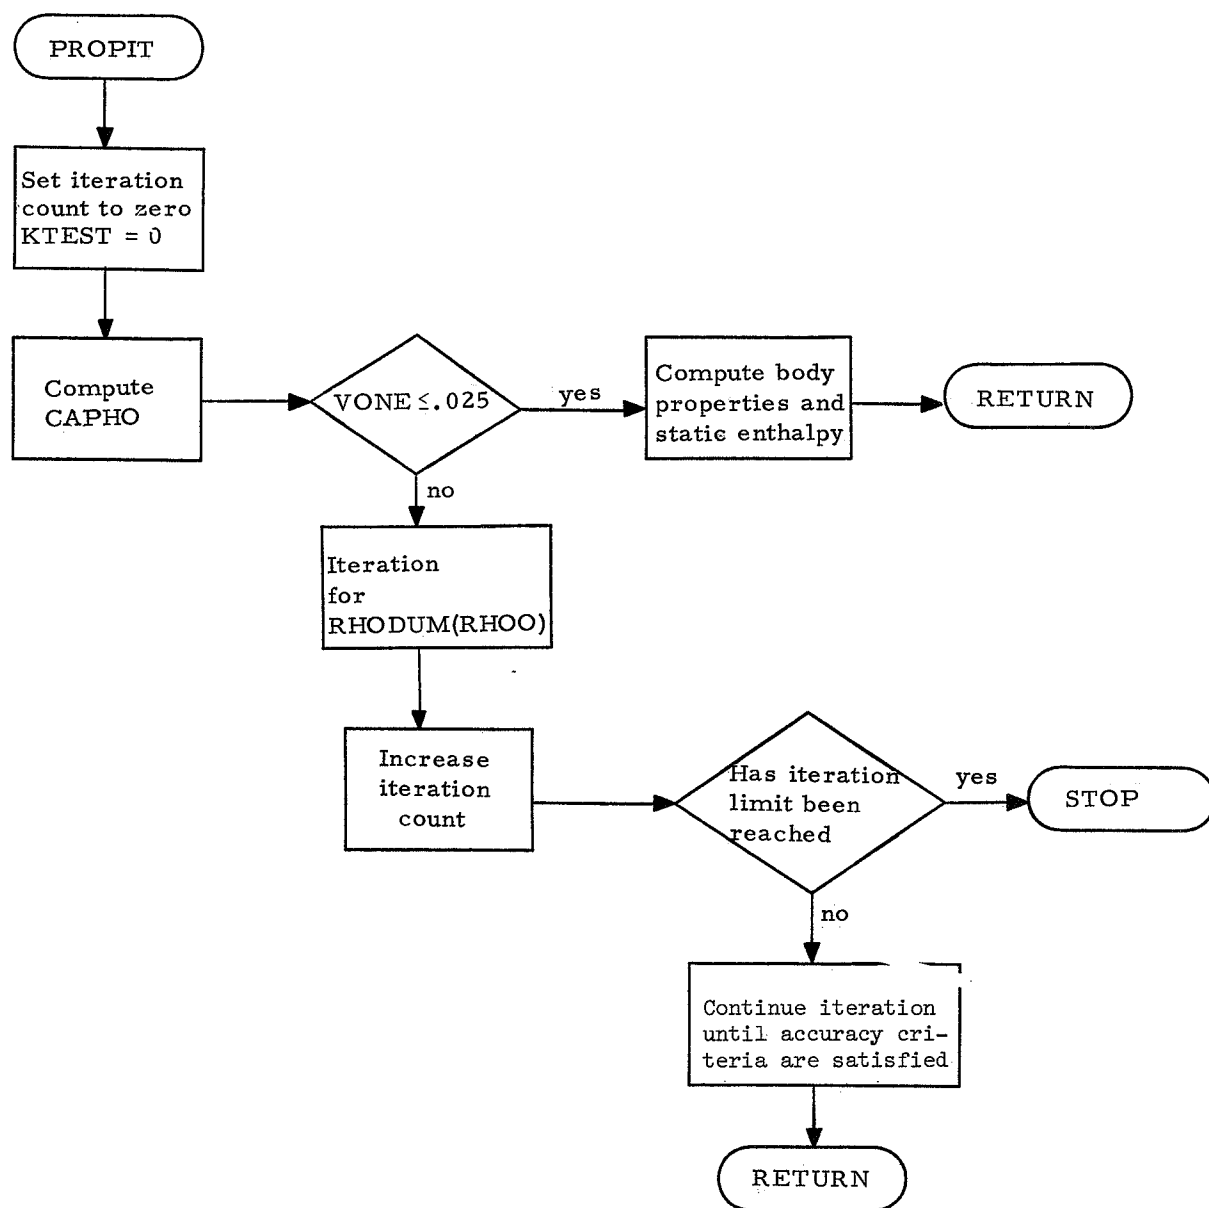 PROPIT
Set iteration
count to zero
KTEST = 0
Compute
CAPHO
VONE ≤ .025
yes
Compute body
properties and
static enthalpy
RETURN
no
Iteration
for
RHODUM(RHOO)
Increase
iteration
count
Has iteration
limit been
reached
yes
STOP
no
Continue iteration
until accuracy cri-
teria are satisfied
RETURN